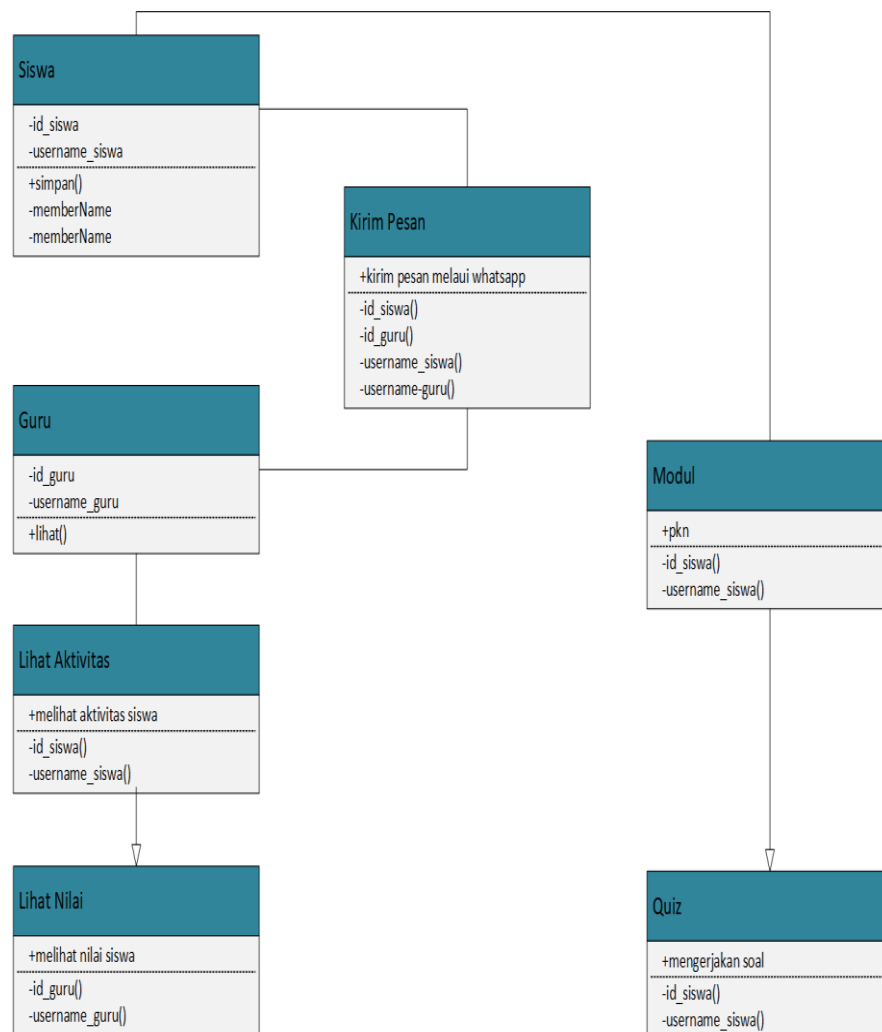 Siswa
-id_siswa
-username_siswa
+simpan()
-memberName
-memberName
Kirim Pesan
+kirim pesan melaui whatsapp
-id_siswa()
-id_guru()
-username_siswa()
-username-guru()
Guru
-id_guru
-username_guru
+lihat()
Modul
+pkn
-id_siswa()
-username_siswa()
Lihat Aktivitas
+melihat aktivitas siswa
-id_siswa()
-username_siswa()
Lihat Nilai
+melihat nilai siswa
-id_guru()
-username_guru()
Quiz
+mengerjakan soal
-id_siswa()
-username_siswa()